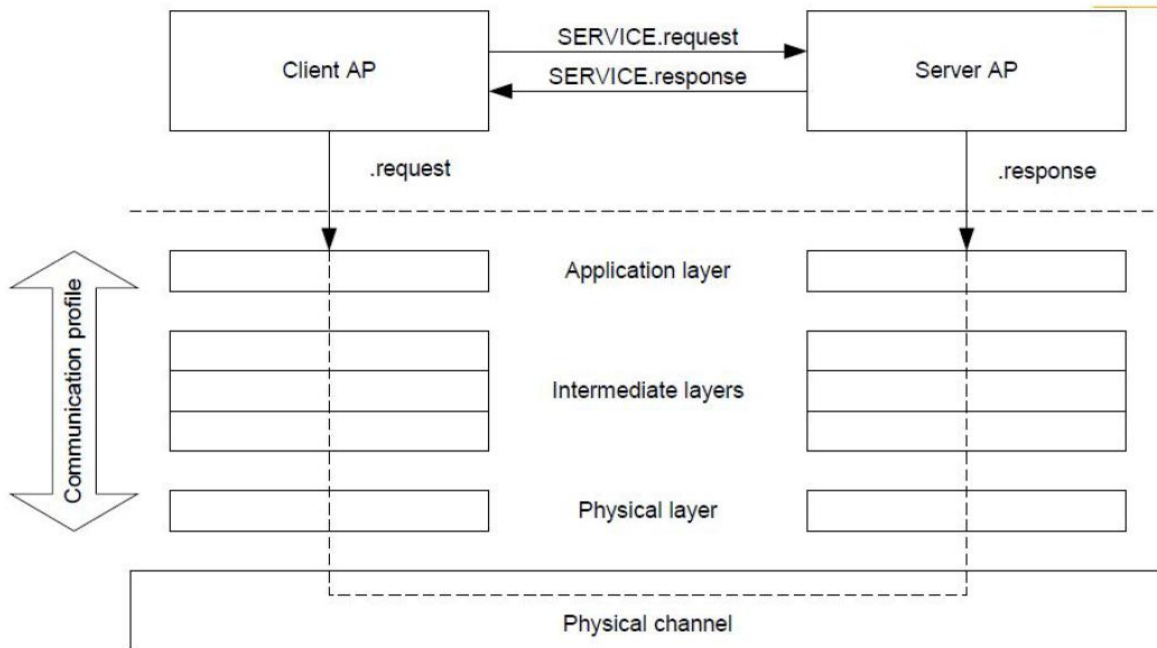 SERVICE.request
Client AP
Server AP
SERVICE.response
.request
.response
Communication profile
Application layer
Intermediate layers
Physical layer
Physical channel